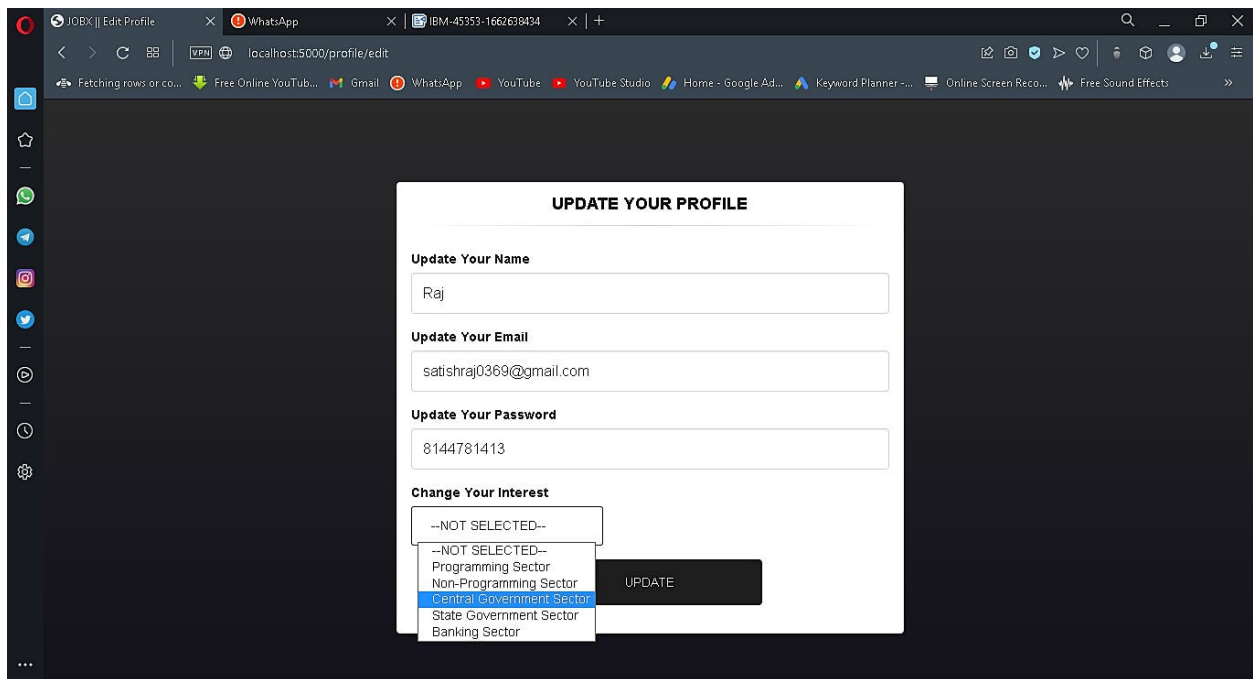 JOBX || Edit Profile WhatsApp IBM-45353-1662638434
VPN localhost:5000/profile/edit
Fetching rows or co... Free Online YouTub... Gmail WhatsApp YouTube YouTube Studio Home - Google Ad... Keyword Planner -... Online Screen Reco... Free Sound Effects »
UPDATE YOUR PROFILE
Update Your Name
Raj
Update Your Email
satishraj0369@gmail.com
Update Your Password
8144781413
Change Your Interest
--NOT SELECTED--
--NOT SELECTED--
Programming Sector
Non-Programming Sector
Central Government Sector
State Government Sector
Banking Sector
UPDATE